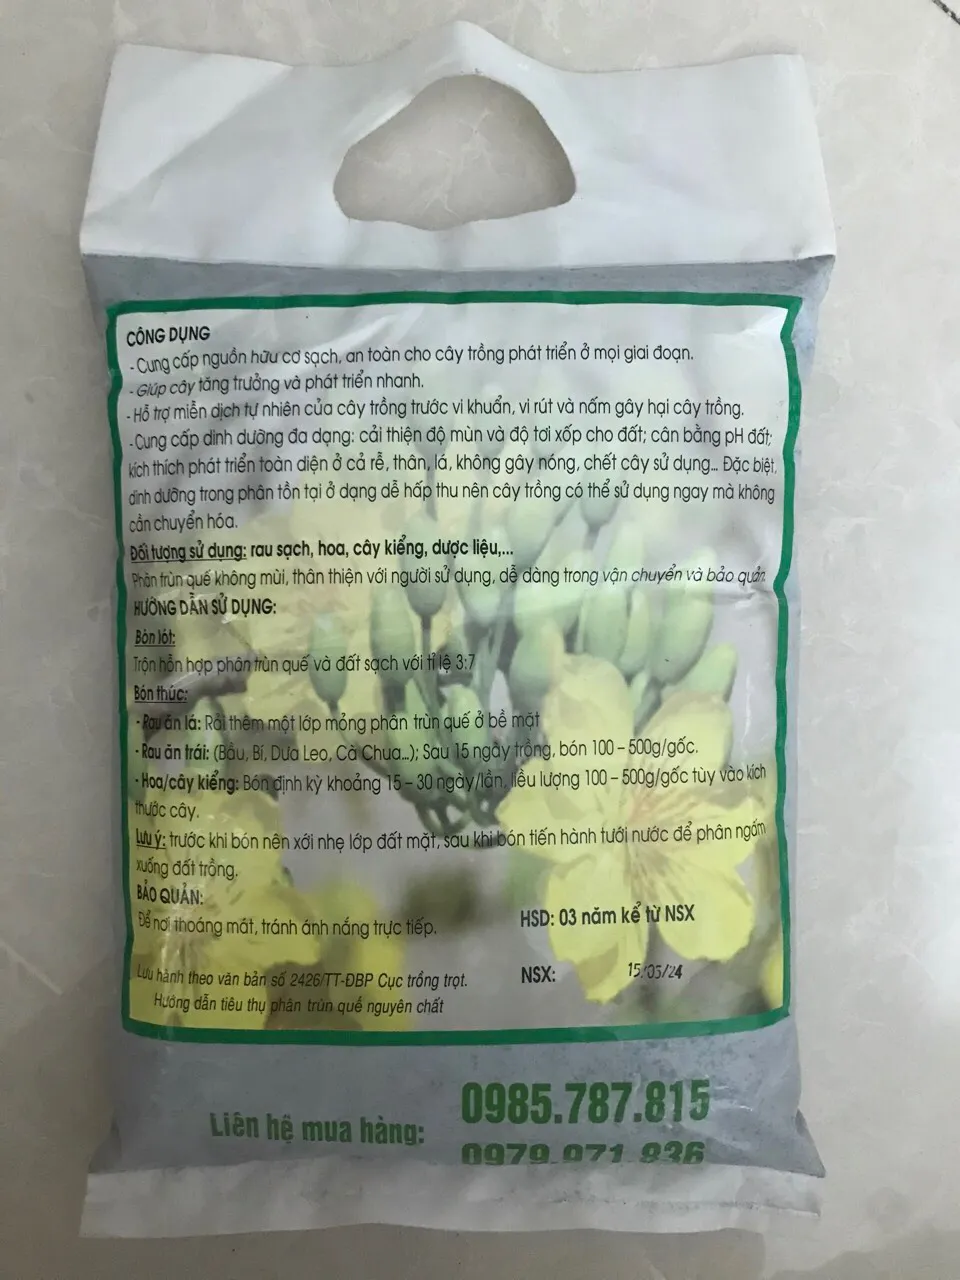 CÔNG DỤNG
- Cung cấp nguồn hữu cơ sạch, an toàn cho cây trồng phát triển ở mọi giai đoạn.
- Giúp cây tăng trưởng và phát triển nhanh.
- Hỗ trợ miễn dịch tự nhiên của cây trồng trước vi khuẩn, vi rút và nấm gây hại cây trồng.
- Cung cấp dinh dưỡng đa dạng: cải thiện độ mùn và độ tơi xốp cho đất; cân bằng pH đất;
kích thích phát triển toàn diện ở cả rễ, thân, lá, không gây nóng, chết cây sử dụng... Đặc biệt,
dinh dưỡng trong phân tồn tại ở dạng dễ hấp thu nên cây trồng có thể sử dụng ngay mà không
cần chuyển hóa.
Đối tượng sử dụng: rau sạch, hoa, cây kiểng, dược liệu,...
Phân trùn quế không mùi, thân thiện với người sử dụng, dễ dàng trong vận chuyển và bảo quản.
HƯỚNG DẪN SỬ DỤNG:
Bón lót:
Trộn hỗn hợp phân trùn quế và đất sạch với tỉ lệ 3:7
Bón thúc:
- Rau ăn lá: Rải thêm một lớp mỏng phân trùn quế ở bề mặt
- Rau ăn trái: (Bầu, Bí, Dưa Leo, Cà Chua...); Sau 15 ngày trồng, bón 100 – 500g/gốc.
- Hoa/cây kiểng: Bón định kỳ khoảng 15 – 30 ngày/lần, liều lượng 100 – 500g/gốc tùy vào kích
thước cây.
Lưu ý: trước khi bón nên xới nhẹ lớp đất mặt, sau khi bón tiến hành tưới nước để phân ngấm
xuống đất trồng.
BẢO QUẢN:
Để nơi thoáng mát, tránh ánh nắng trực tiếp.
HSD: 03 năm kể từ NSX
Lưu hành theo văn bản số 2426/TT-ĐBP Cục trồng trọt.
Hướng dẫn tiêu thụ phân trùn quế nguyên chất
NSX: 15/05/24
Liên hệ mua hàng: 0985.787.815
0979.971.836